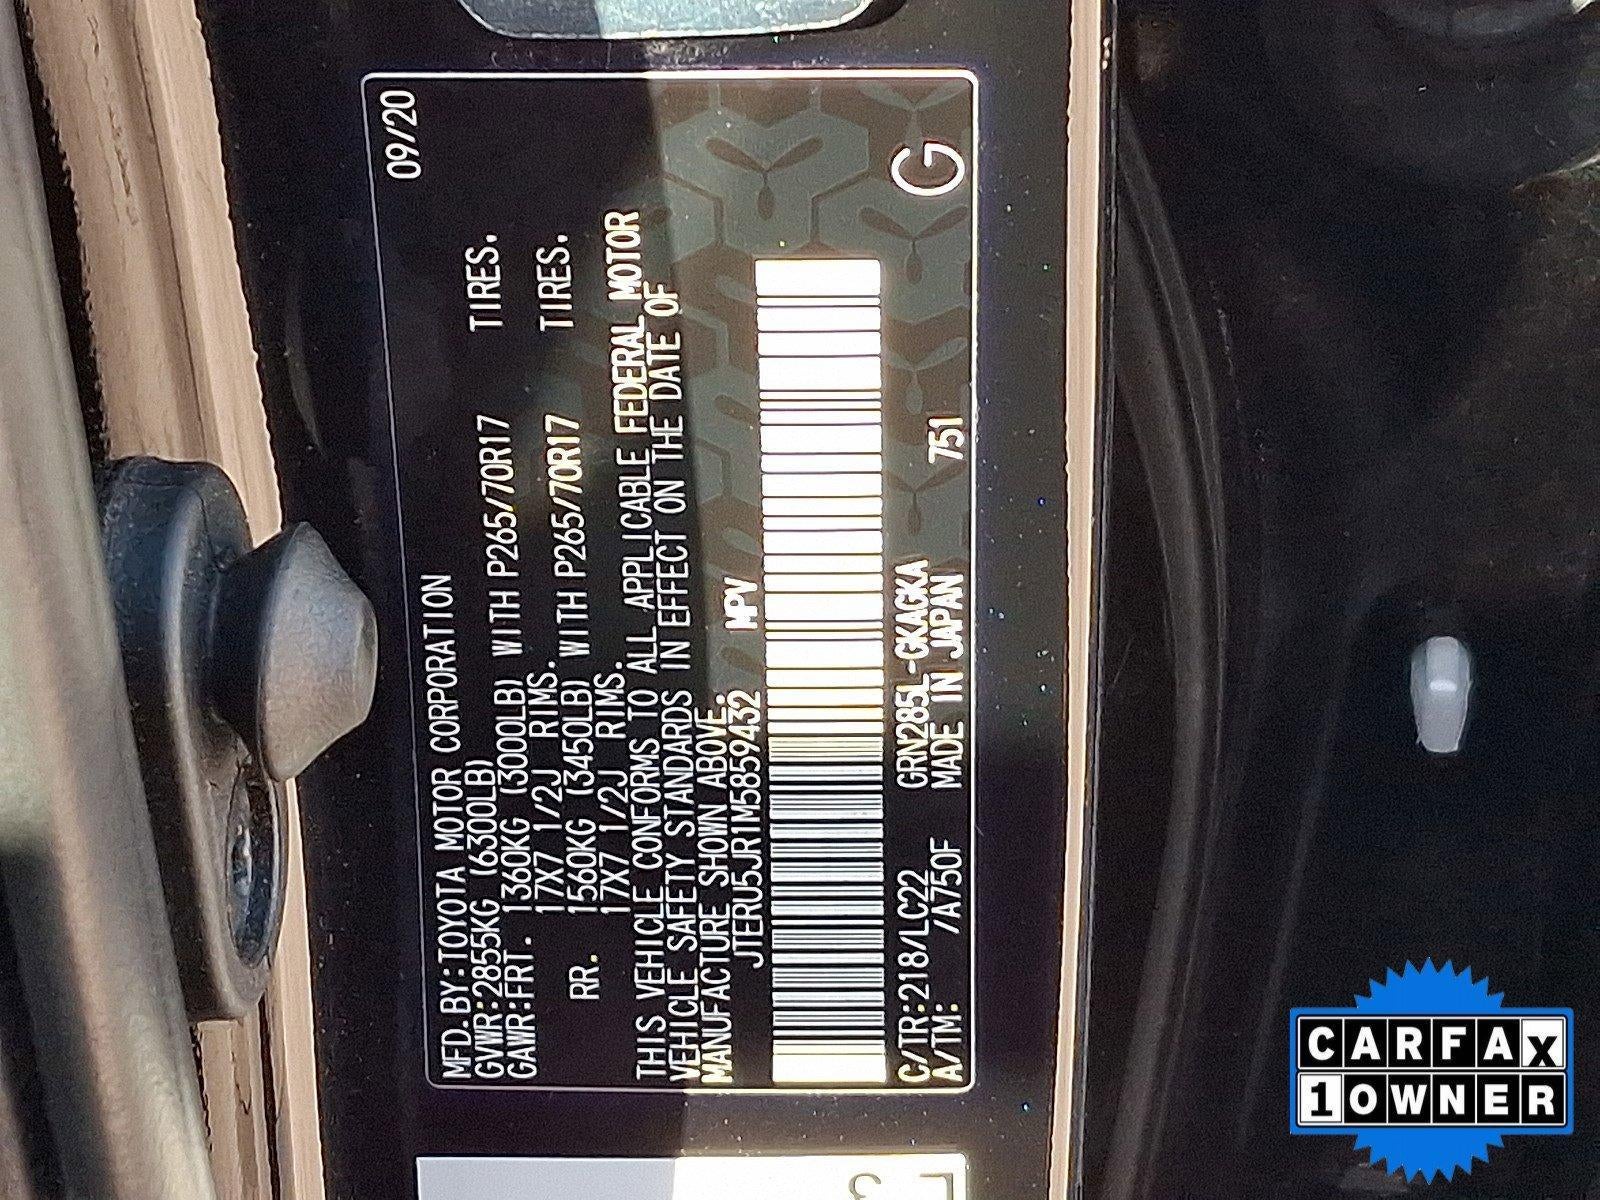 MFD.BY:TOYOTA MOTOR CORPORATION 09/20
GVWR:2855KG (6300LB)
GAWR:FRT. 1360KG (3000LB) WITH P265/70R17 TIRES.
17X7 1/2J RIMS.
RR. 1560KG (3450LB) WITH P265/70R17 TIRES.
17X7 1/2J RIMS.
THIS VEHICLE CONFORMS TO ALL APPLICABLE FEDERAL MOTOR
VEHICLE SAFETY STANDARDS IN EFFECT ON THE DATE OF
MANUFACTURE SHOWN ABOVE.
JTERU5JR1M5859432 MPV
C/TR:218/LC22 GRN285L-GKAGKA G
A/TM: /A750F MADE IN JAPAN 751
CARFAX
1 OWNER